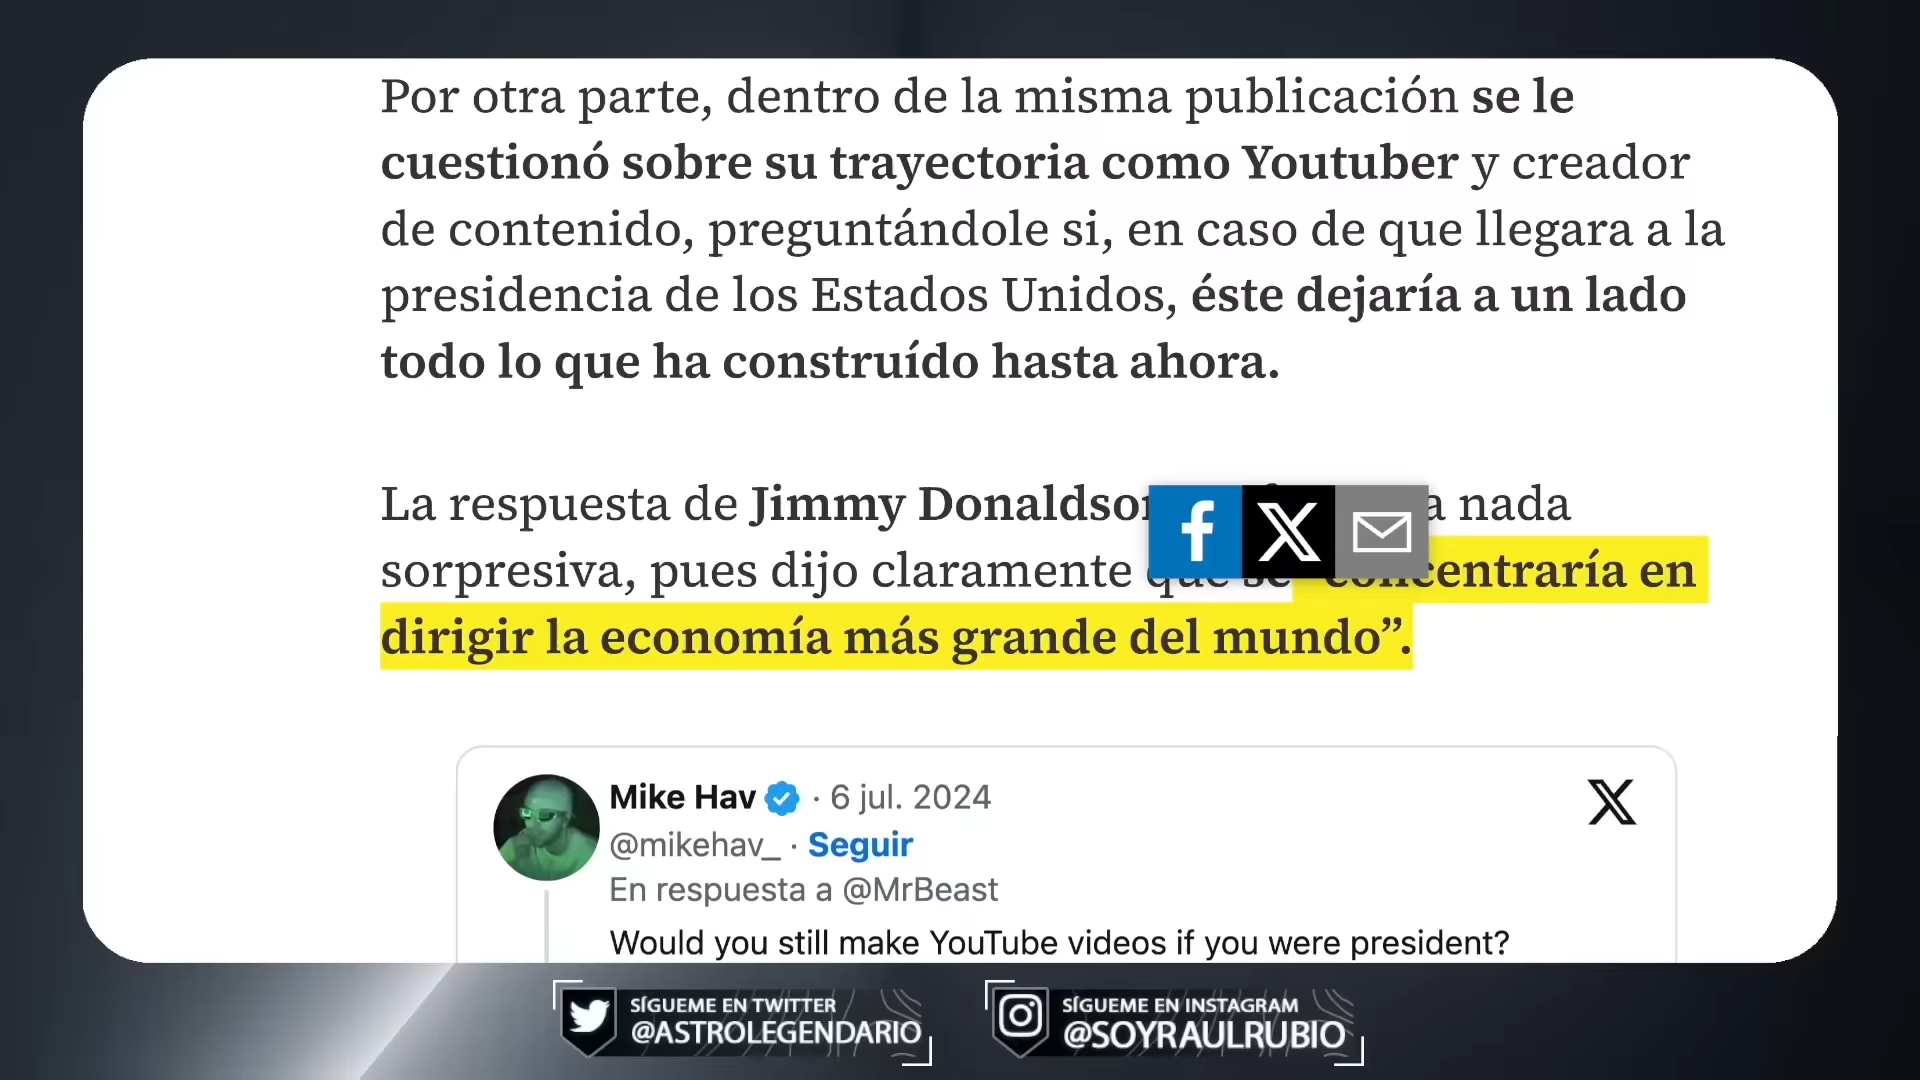 Por otra parte, dentro de la misma publicación se le
cuestionó sobre su trayectoria como Youtuber y creador
de contenido, preguntándole si, en caso de que llegara a la
presidencia de los Estados Unidos, éste dejaría a un lado
todo lo que ha construído hasta ahora.
La respuesta de Jimmy Donaldson a nada
sorpresiva, pues dijo claramente que se “concentraría en
dirigir la economía más grande del mundo”.
Mike Hav · 6 jul. 2024
@mikehav_ · Seguir
En respuesta a @MrBeast
Would you still make YouTube videos if you were president?
SÍGUEME EN TWITTER
@ASTROLEGENDARIO
SÍGUEME EN INSTAGRAM
@SOYRAULRUBIO